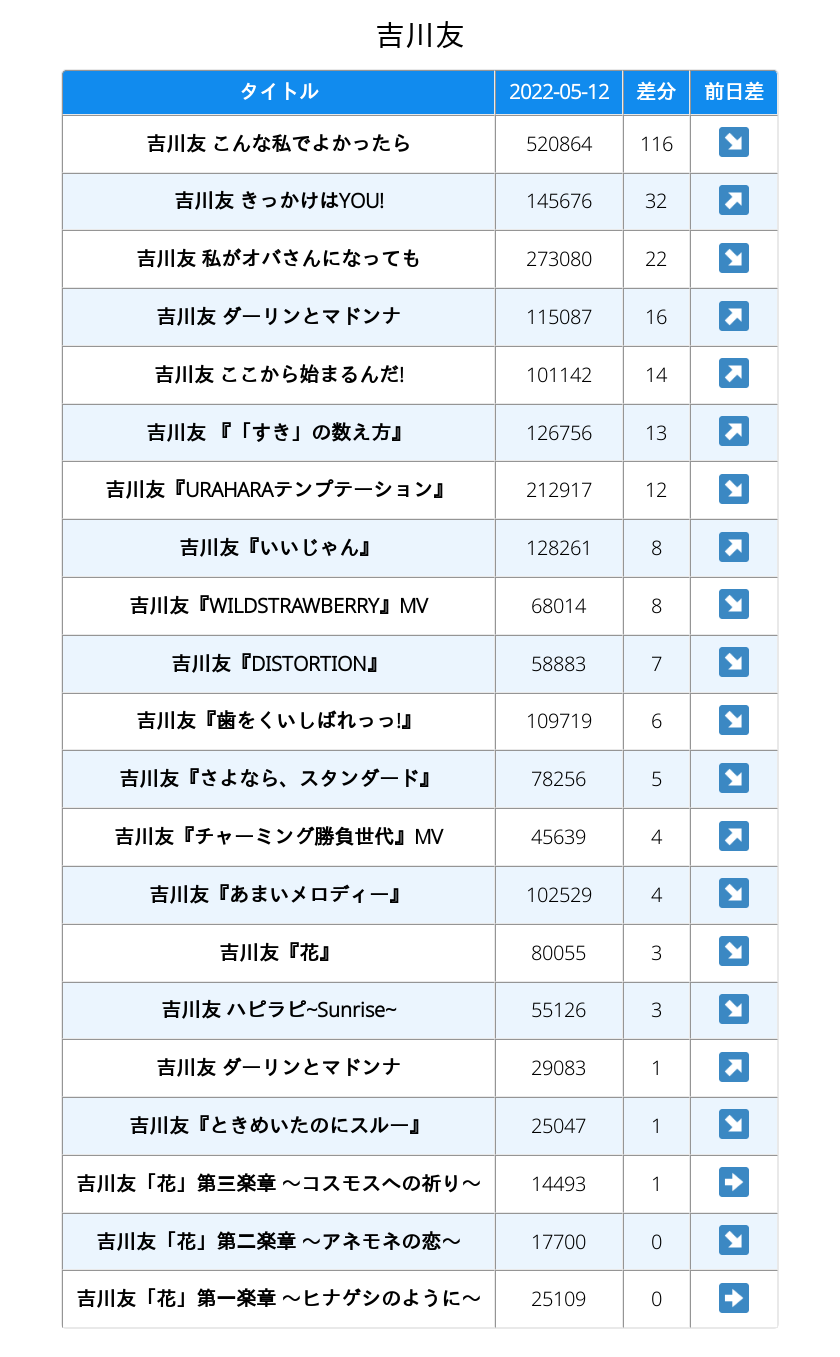 吉川友
タイトル 2022-05-12 差分 前日差
吉川友 こんな私でよかったら 520864 116 ↘
吉川友 きっかけはYOU! 145676 32 ↗
吉川友 私がオバさんになっても 273080 22 ↘
吉川友 ダーリンとマドンナ 115087 16 ↗
吉川友 ここから始まるんだ! 101142 14 ↗
吉川友 『「すき」の数え方』 126756 13 ↗
吉川友『URAHARAテンプテーション』 212917 12 ↘
吉川友『いいじゃん』 128261 8 ↗
吉川友『WILDSTRAWBERRY』MV 68014 8 ↘
吉川友『DISTORTION』 58883 7 ↘
吉川友『歯をくいしばれっっ!』 109719 6 ↘
吉川友『さよなら、スタンダード』 78256 5 ↘
吉川友『チャーミング勝負世代』MV 45639 4 ↗
吉川友『あまいメロディー』 102529 4 ↘
吉川友『花』 80055 3 ↘
吉川友 ハピラピ~Sunrise~ 55126 3 ↘
吉川友 ダーリンとマドンナ 29083 1 ↗
吉川友『ときめいたのにスルー』 25047 1 ↘
吉川友「花」第三楽章 〜コスモスへの祈り〜 14493 1 →
吉川友「花」第二楽章 〜アネモネの恋〜 17700 0 ↘
吉川友「花」第一楽章 〜ヒナゲシのように〜 25109 0 →